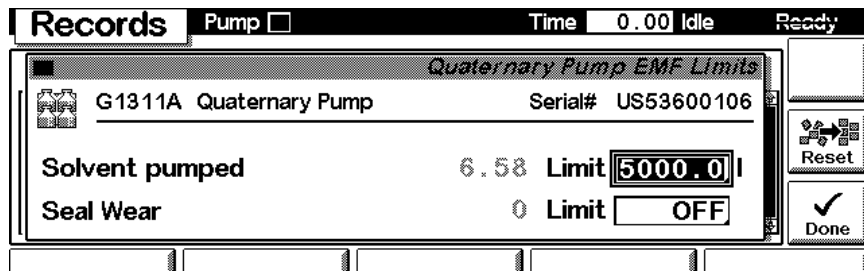 Records Pump Time 0.00 Idle Ready
Quaternary Pump EMF Limits
G1311A Quaternary Pump Serial# US53600106
Reset
Solvent pumped 6.58 Limit 5000.0 l
Seal Wear 0 Limit OFF
Done